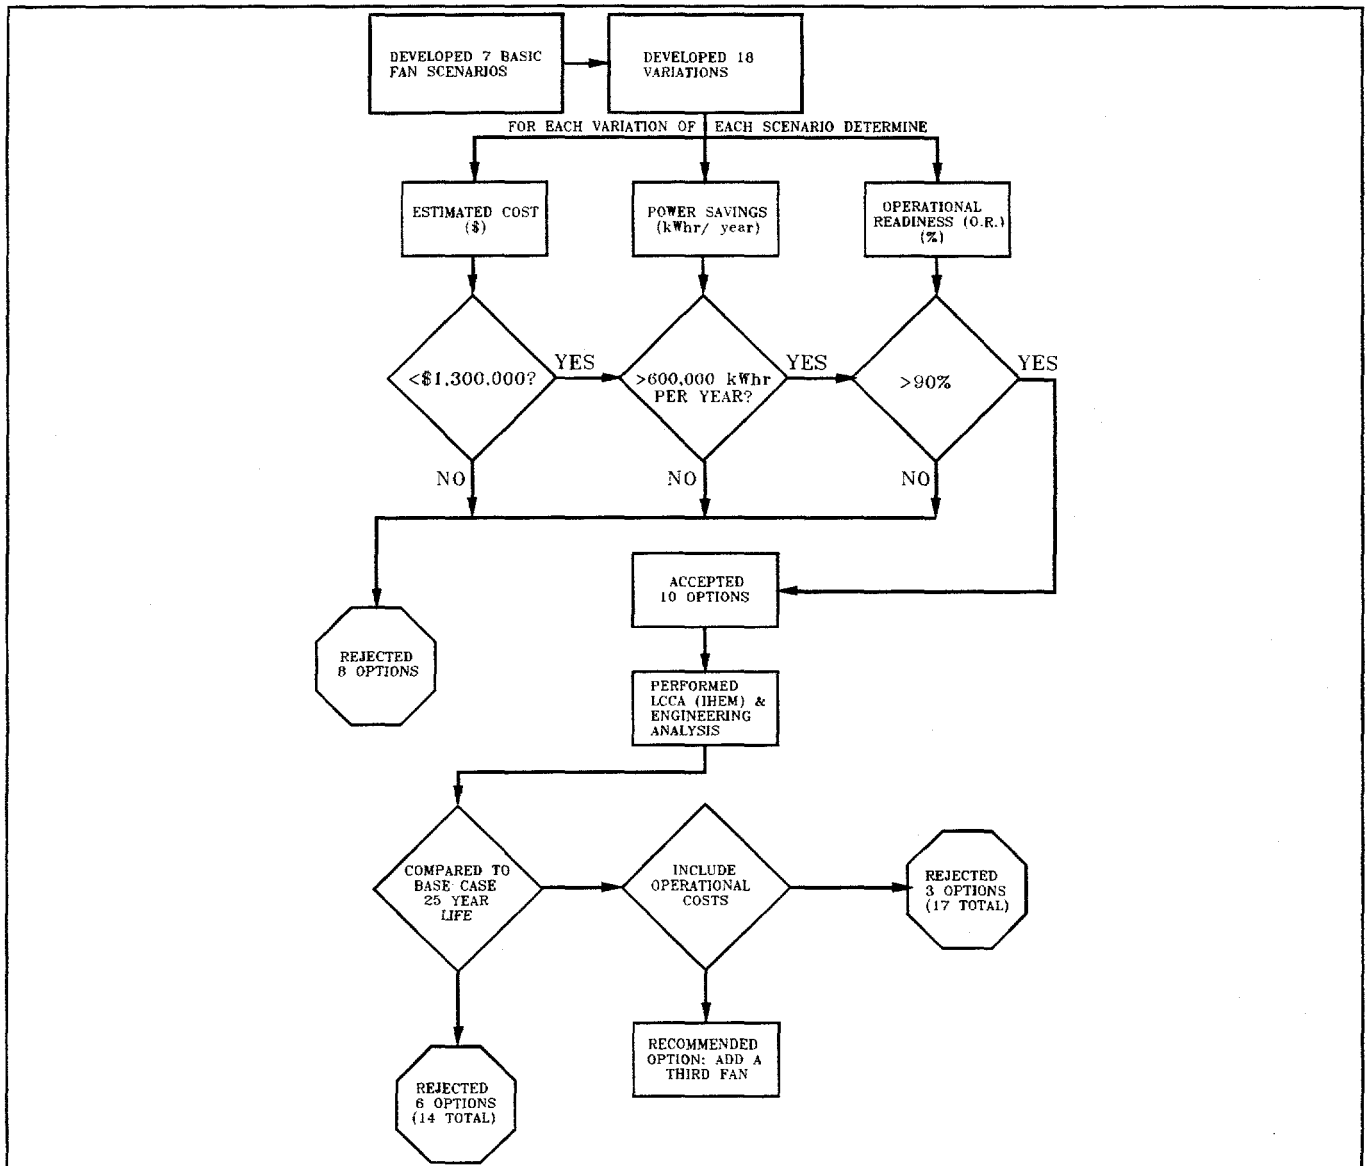 DEVELOPED 7 BASIC
FAN SCENARIOS
DEVELOPED 18
VARIATIONS
FOR EACH VARIATION OF EACH SCENARIO DETERMINE
ESTIMATED COST
($)
POWER SAVINGS
(kWhr/ year)
OPERATIONAL
READINESS (O.R.)
(%)
<$1,300,000?
YES
>600,000 kWhr
PER YEAR?
YES
>90%
YES
NO
NO
NO
ACCEPTED
10 OPTIONS
REJECTED
8 OPTIONS
PERFORMED
LCCA (IHEM) &
ENGINEERING
ANALYSIS
COMPARED TO
BASE CASE
25 YEAR
LIFE
INCLUDE
OPERATIONAL
COSTS
REJECTED
3 OPTIONS
(17 TOTAL)
RECOMMENDED
OPTION: ADD A
THIRD FAN
REJECTED
6 OPTIONS
(14 TOTAL)